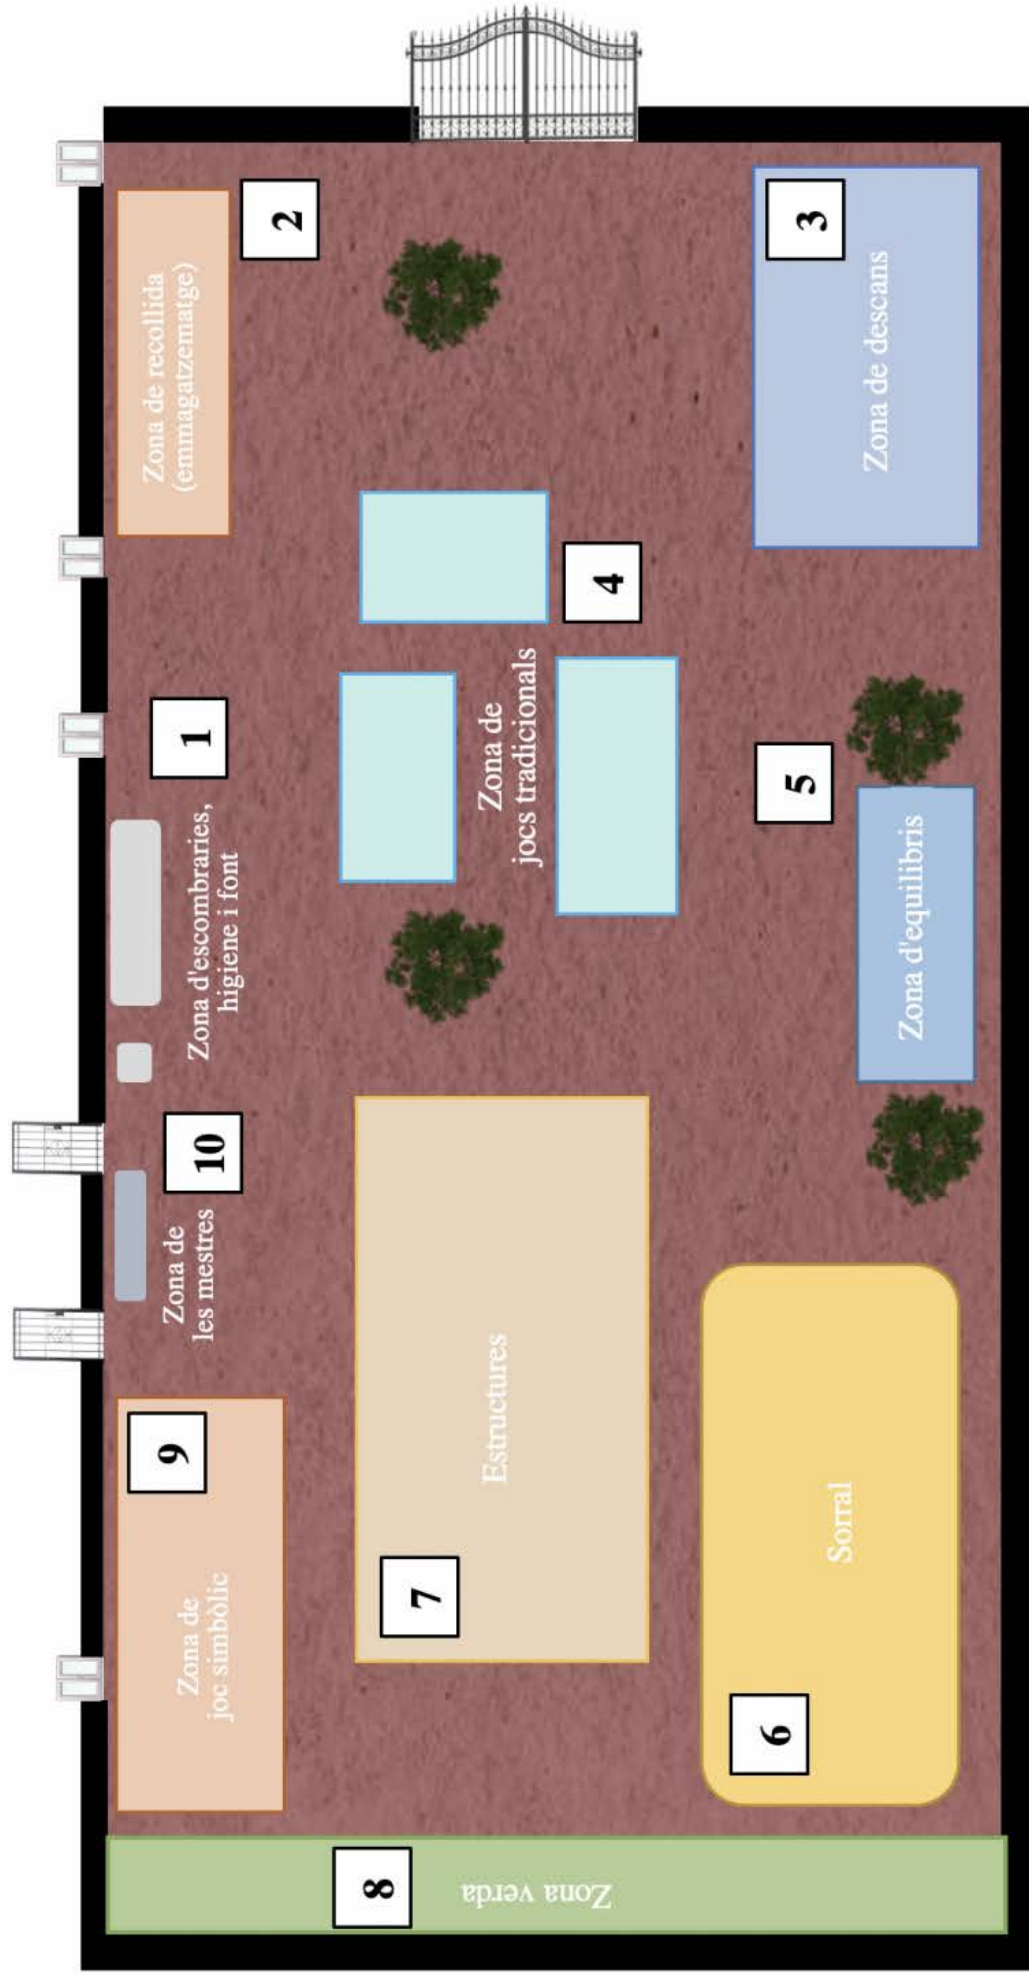 9
Zona de
joc simbòlic
Zona de
les mestres
10
Zona d'escombraries,
higiene i font
1
Zona de recollida
(emmagatzematge)
2
8
Zona verda
7
Estructures
Zona de
jocs tradicionals
4
6
Sorral
5
Zona d'equilibris
3
Zona de descans